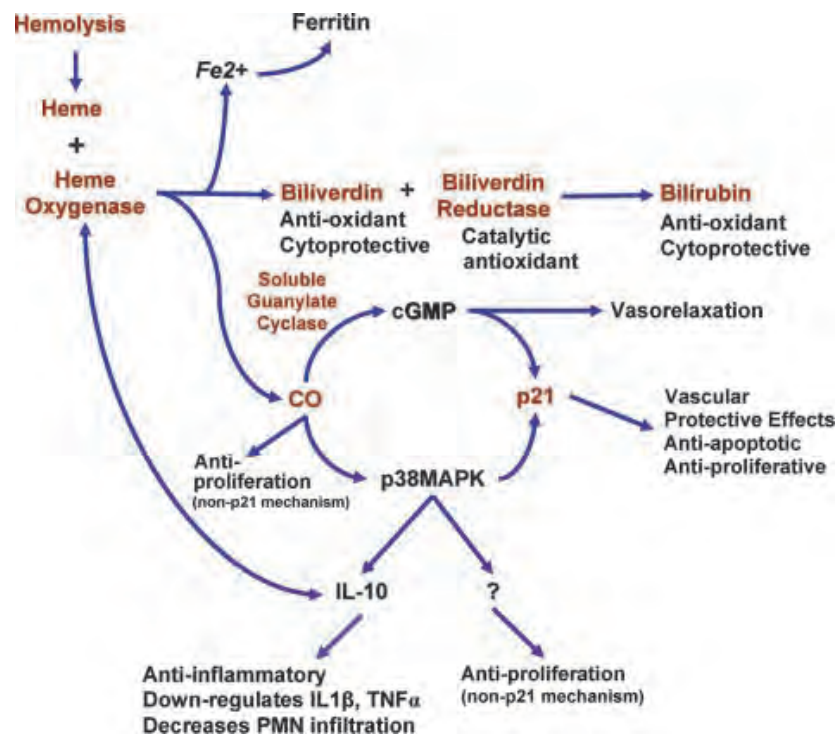 Hemolysis
Ferritin
Fe2+
Heme
+
Heme
Oxygenase
Biliverdin
+
Biliverdin
Reductase
Bilirubin
Anti-oxidant
Cytoprotective
Catalytic
antioxidant
Anti-oxidant
Cytoprotective
Soluble
Guanylate
Cyclase
cGMP
Vasorelaxation
CO
p21
Vascular
Protective Effects
Anti-apoptotic
Anti-proliferative
Anti-
proliferation
(non-p21 mechanism)
p38MAPK
IL-10
?
Anti-inflammatory
Down-regulates IL1β, TNFα
Decreases PMN infiltration
Anti-proliferation
(non-p21 mechanism)